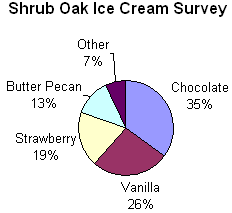 Shrub Oak Ice Cream Survey
Other
7%
Butter Pecan
13%
Chocolate
35%
Strawberry
19%
Vanilla
26%